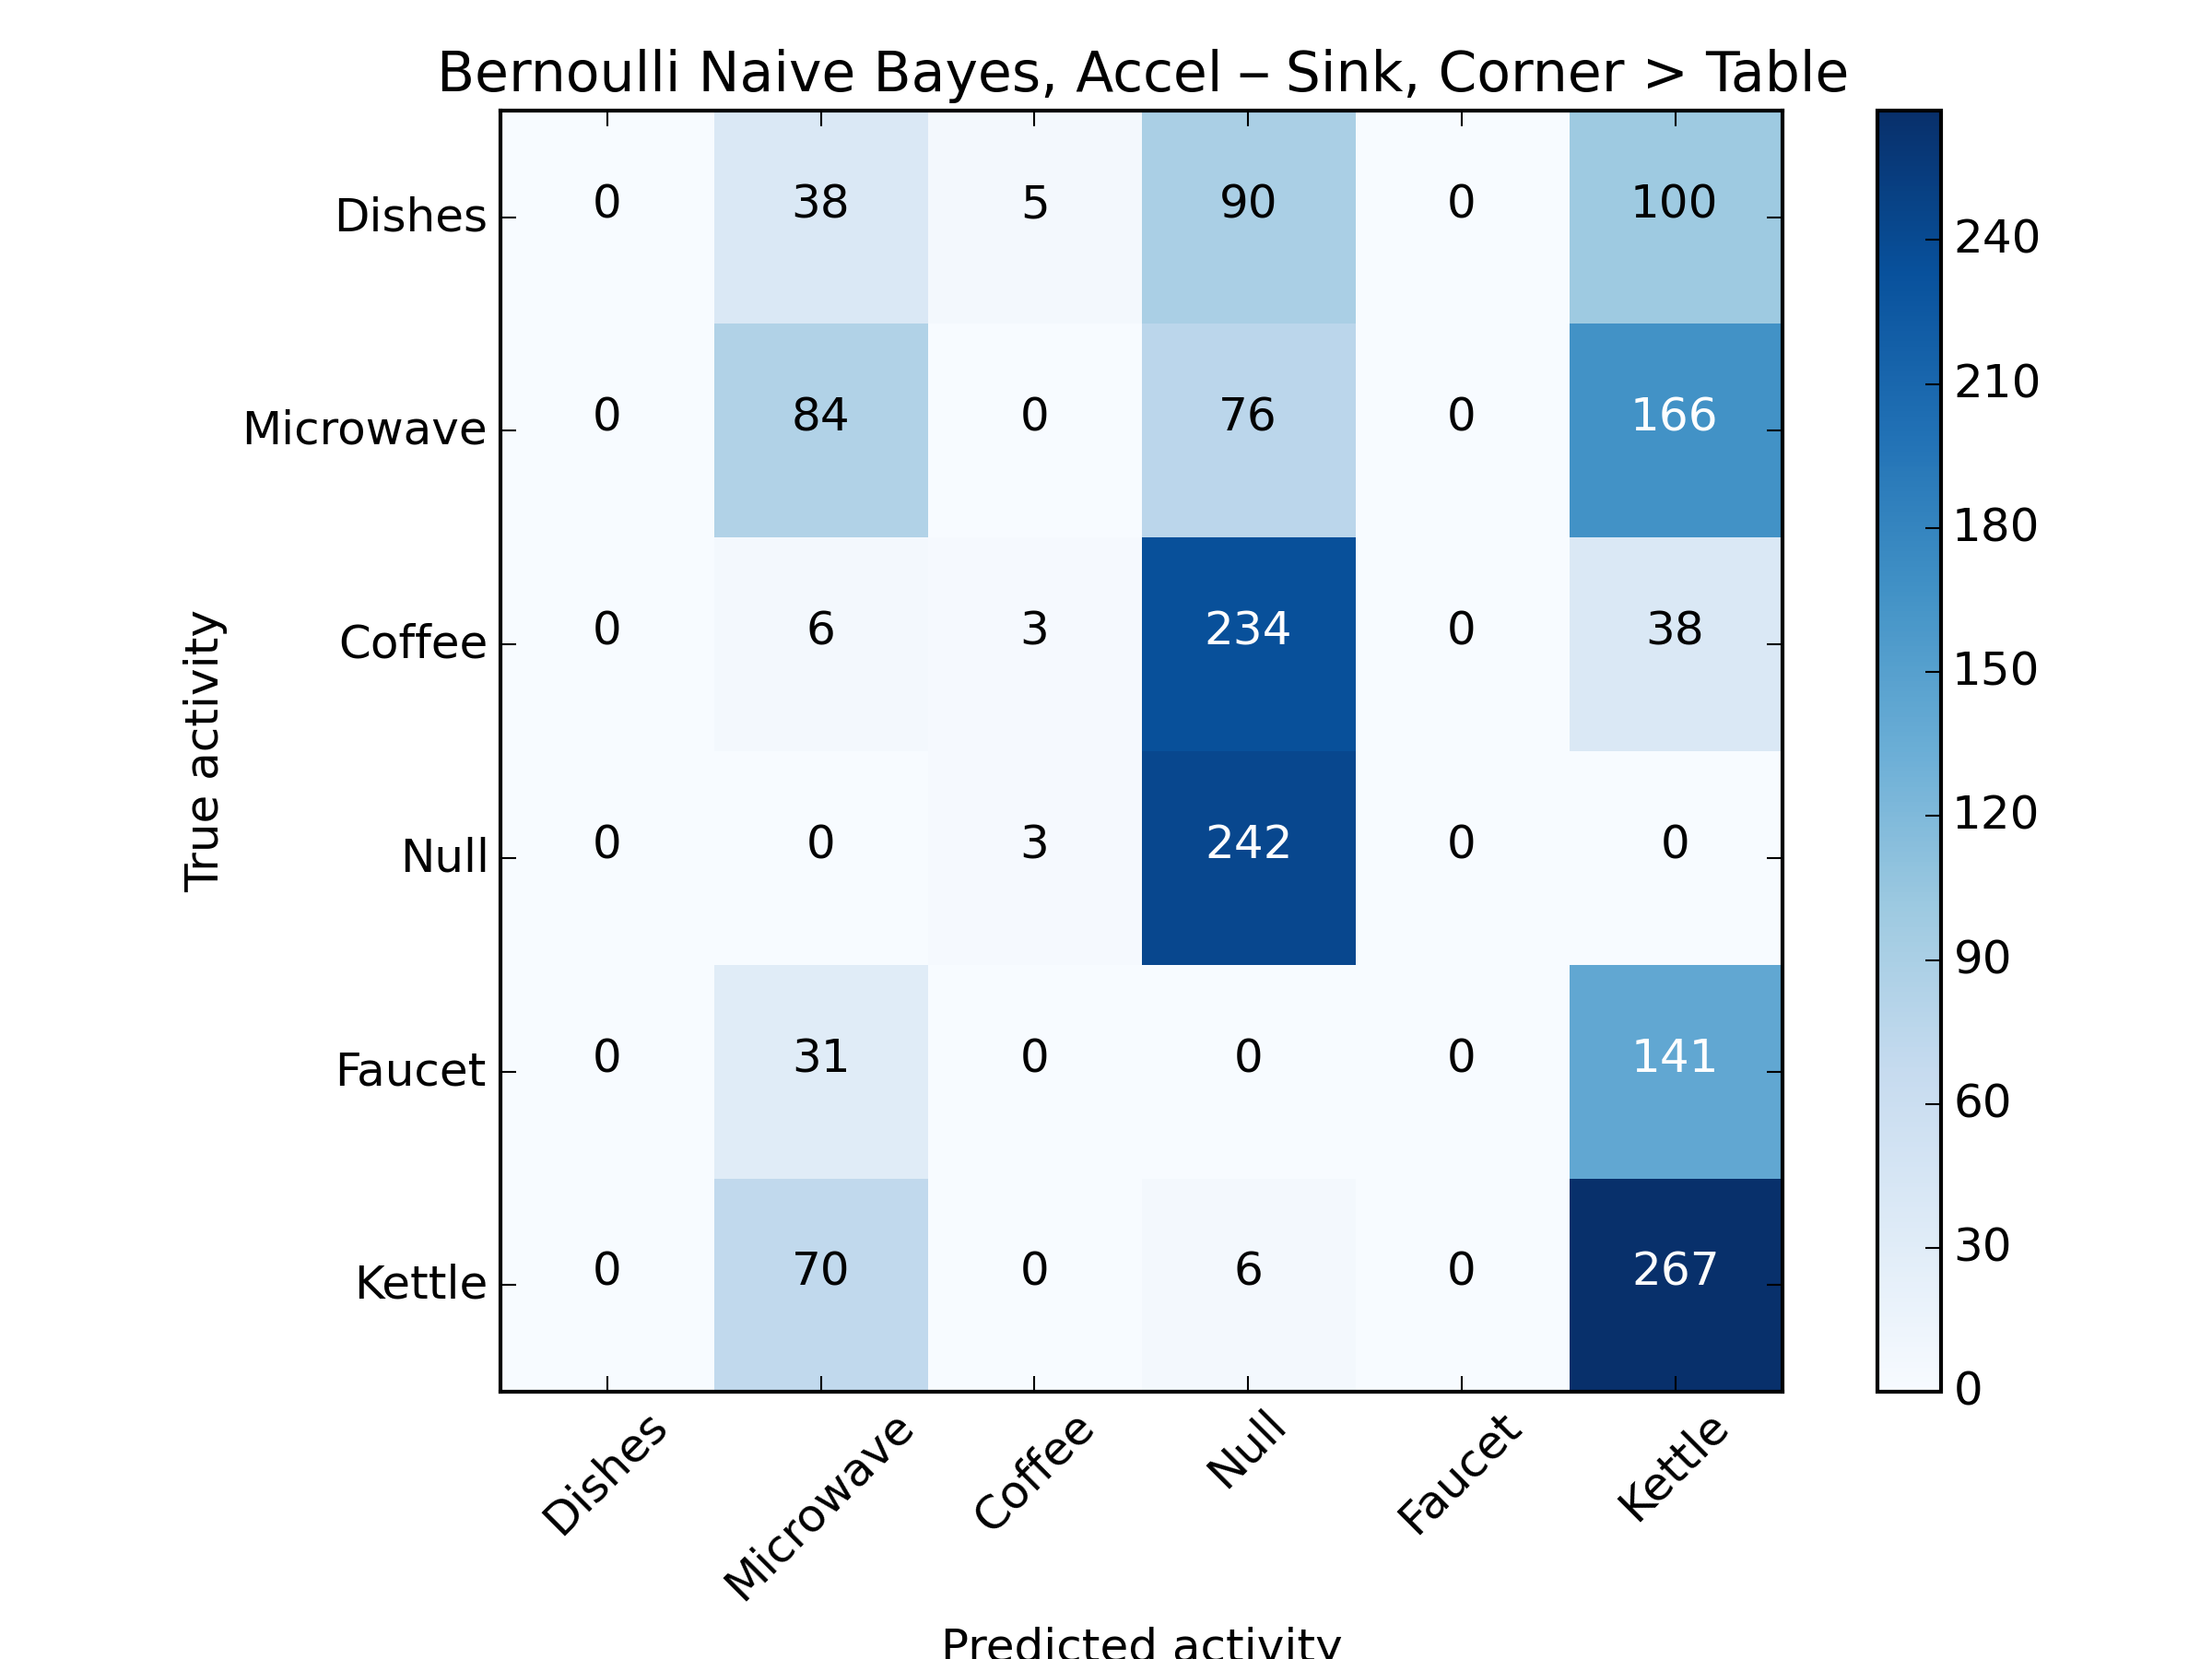 Bernoulli Naive Bayes, Accel – Sink, Corner > Table
Dishes 0 38 5 90 0 100
Microwave 0 84 0 76 0 166
Coffee 0 6 3 234 0 38
Null 0 0 3 242 0 0
Faucet 0 31 0 0 0 141
Kettle 0 70 0 6 0 267
True activity
Dishes Microwave Coffee Null Faucet Kettle
Predicted activity
240
210
180
150
120
90
60
30
0